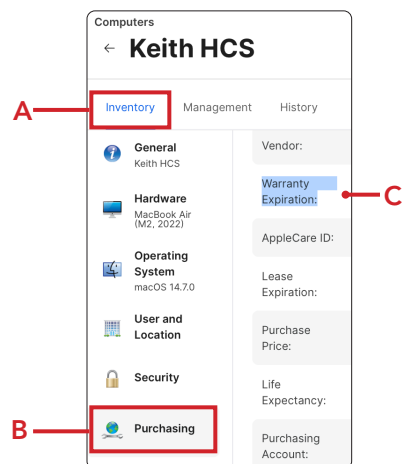 Computers
← Keith HCS
A
Inventory Management History
General
Keith HCS
Hardware
MacBook Air
(M2, 2022)
Operating
System
macOS 14.7.0
User and
Location
Security
B
Purchasing
Vendor:
Warranty
Expiration:
C
AppleCare ID:
Lease
Expiration:
Purchase
Price:
Life
Expectancy:
Purchasing
Account: